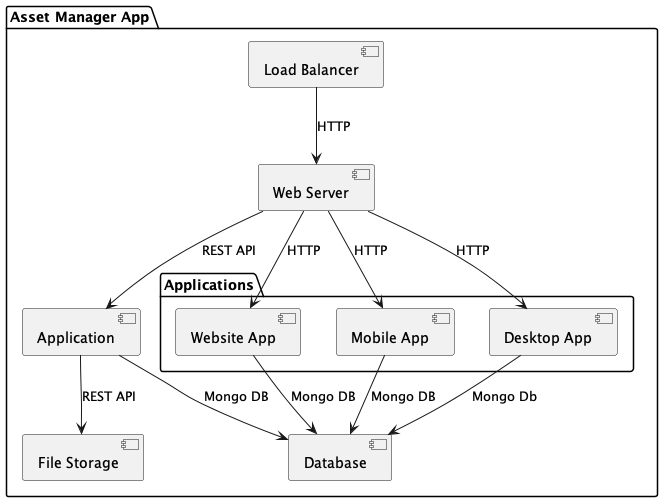 Asset Manager App
Load Balancer
HTTP
Web Server
REST API
HTTP
HTTP
HTTP
Applications
Application
Website App
Mobile App
Desktop App
REST API
Mongo DB
Mongo DB
Mongo DB
Mongo Db
File Storage
Database